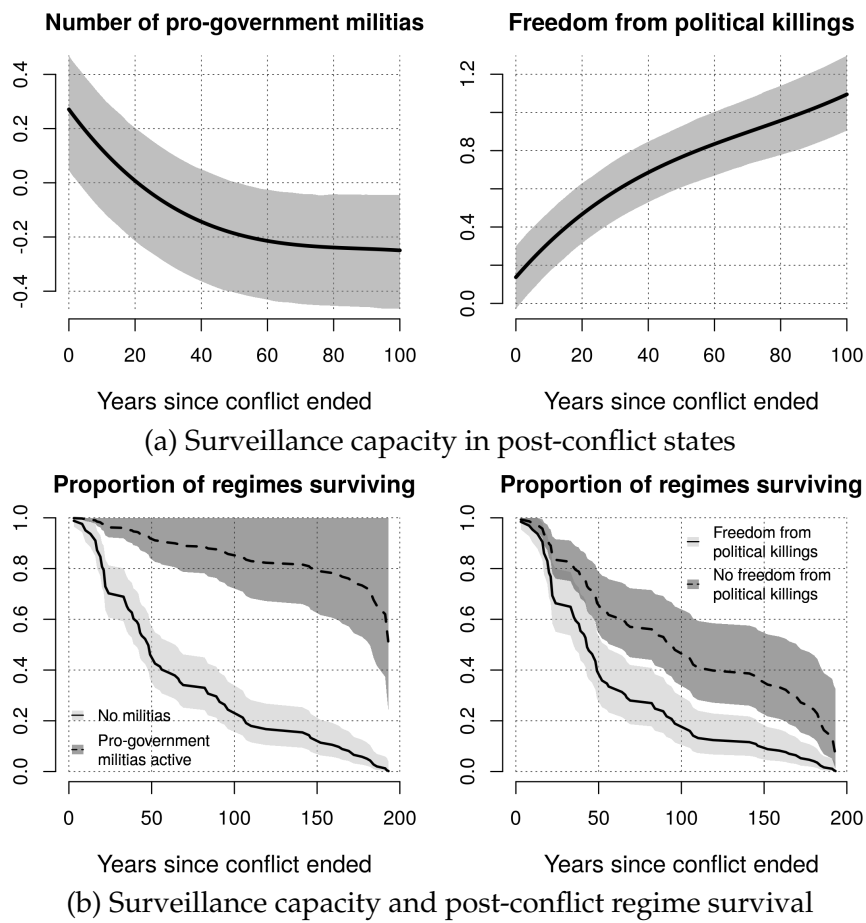 Number of pro-government militias
Freedom from political killings
0.4
0.2
0.0
-0.2
-0.4
0 20 40 60 80 100
Years since conflict ended
1.2
0.8
0.4
0.0
0 20 40 60 80 100
Years since conflict ended
(a) Surveillance capacity in post-conflict states
Proportion of regimes surviving
Proportion of regimes surviving
1.0
0.8
0.6
0.4
0.2
0.0
No militias
Pro-government
militias active
0 50 100 150 200
Years since conflict ended
1.0
0.8
0.6
0.4
0.2
0.0
Freedom from
political killings
No freedom from
political killings
0 50 100 150 200
Years since conflict ended
(b) Surveillance capacity and post-conflict regime survival